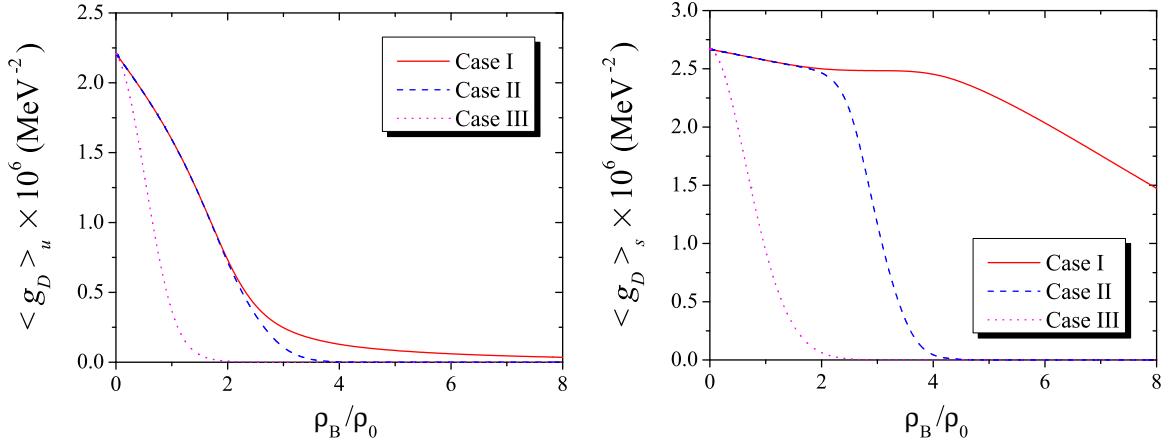 < g_D >_u × 10^6 (MeV^-2)
2.5
2.0
1.5
1.0
0.5
0.0
Case I
Case II
Case III
0 2 4 6 8
ρ_B/ρ_0
< g_D >_s × 10^6 (MeV^-2)
3.0
2.5
2.0
1.5
1.0
0.5
0.0
Case I
Case II
Case III
0 2 4 6 8
ρ_B/ρ_0